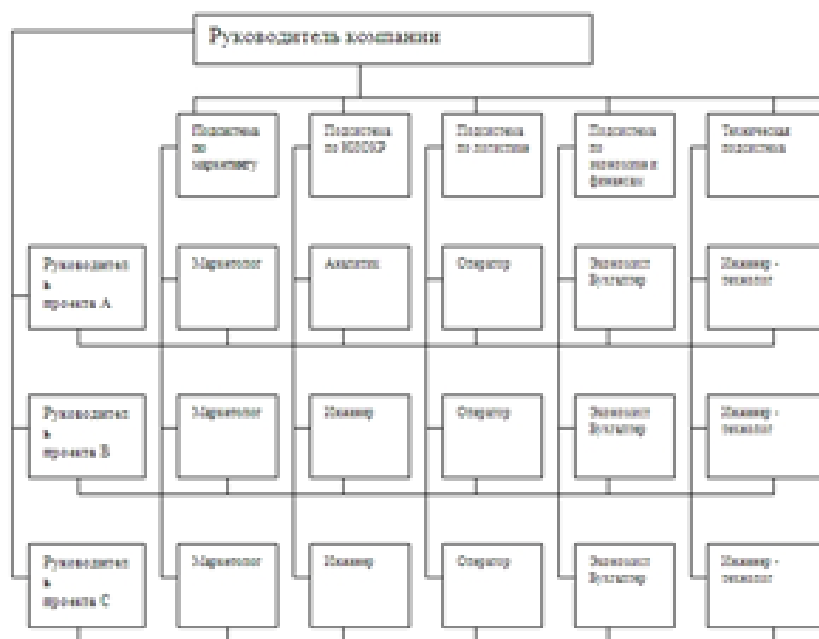 Руководитель компании
Подсистема
по
маркетингу
Подсистема
по НИОКР
Подсистема
по логистике
Подсистема
по
экономике и
финансам
Техническая
подсистема
Руководител
ь
проекта А
Маркетолог
Аналитик
Оператор
Экономист
Бухгалтер
Инженер -
технолог
Руководител
ь
проекта В
Маркетолог
Инженер
Оператор
Экономист
Бухгалтер
Инженер -
технолог
Руководител
ь
проекта С
Маркетолог
Инженер
Оператор
Экономист
Бухгалтер
Инженер -
технолог